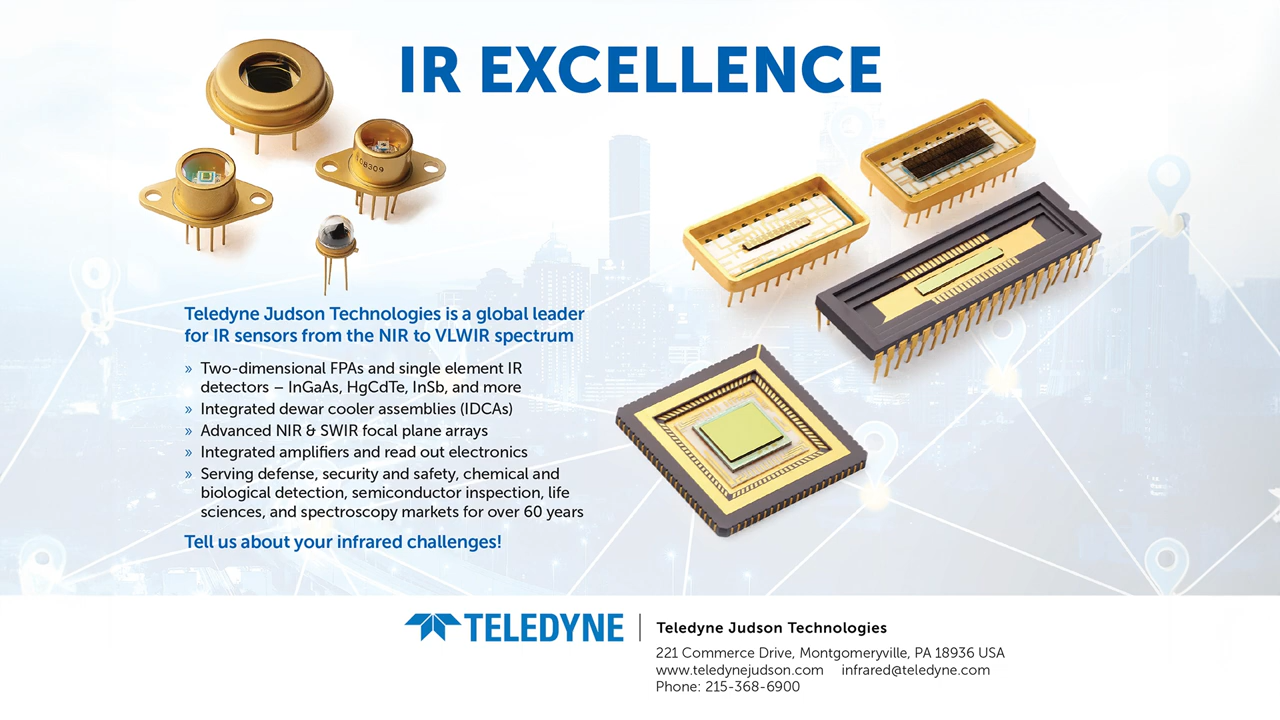 IR EXCELLENCE
108309
Teledyne Judson Technologies is a global leader
for IR sensors from the NIR to VLWIR spectrum
» Two-dimensional FPAs and single element IR
detectors – InGaAs, HgCdTe, InSb, and more
» Integrated dewar cooler assemblies (IDCAs)
» Advanced NIR & SWIR focal plane arrays
» Integrated amplifiers and read out electronics
» Serving defense, security and safety, chemical and
biological detection, semiconductor inspection, life
sciences, and spectroscopy markets for over 60 years
Tell us about your infrared challenges!
TELEDYNE
Teledyne Judson Technologies
221 Commerce Drive, Montgomeryville, PA 18936 USA
www.teledynejudson.com infrared@teledyne.com
Phone: 215-368-6900